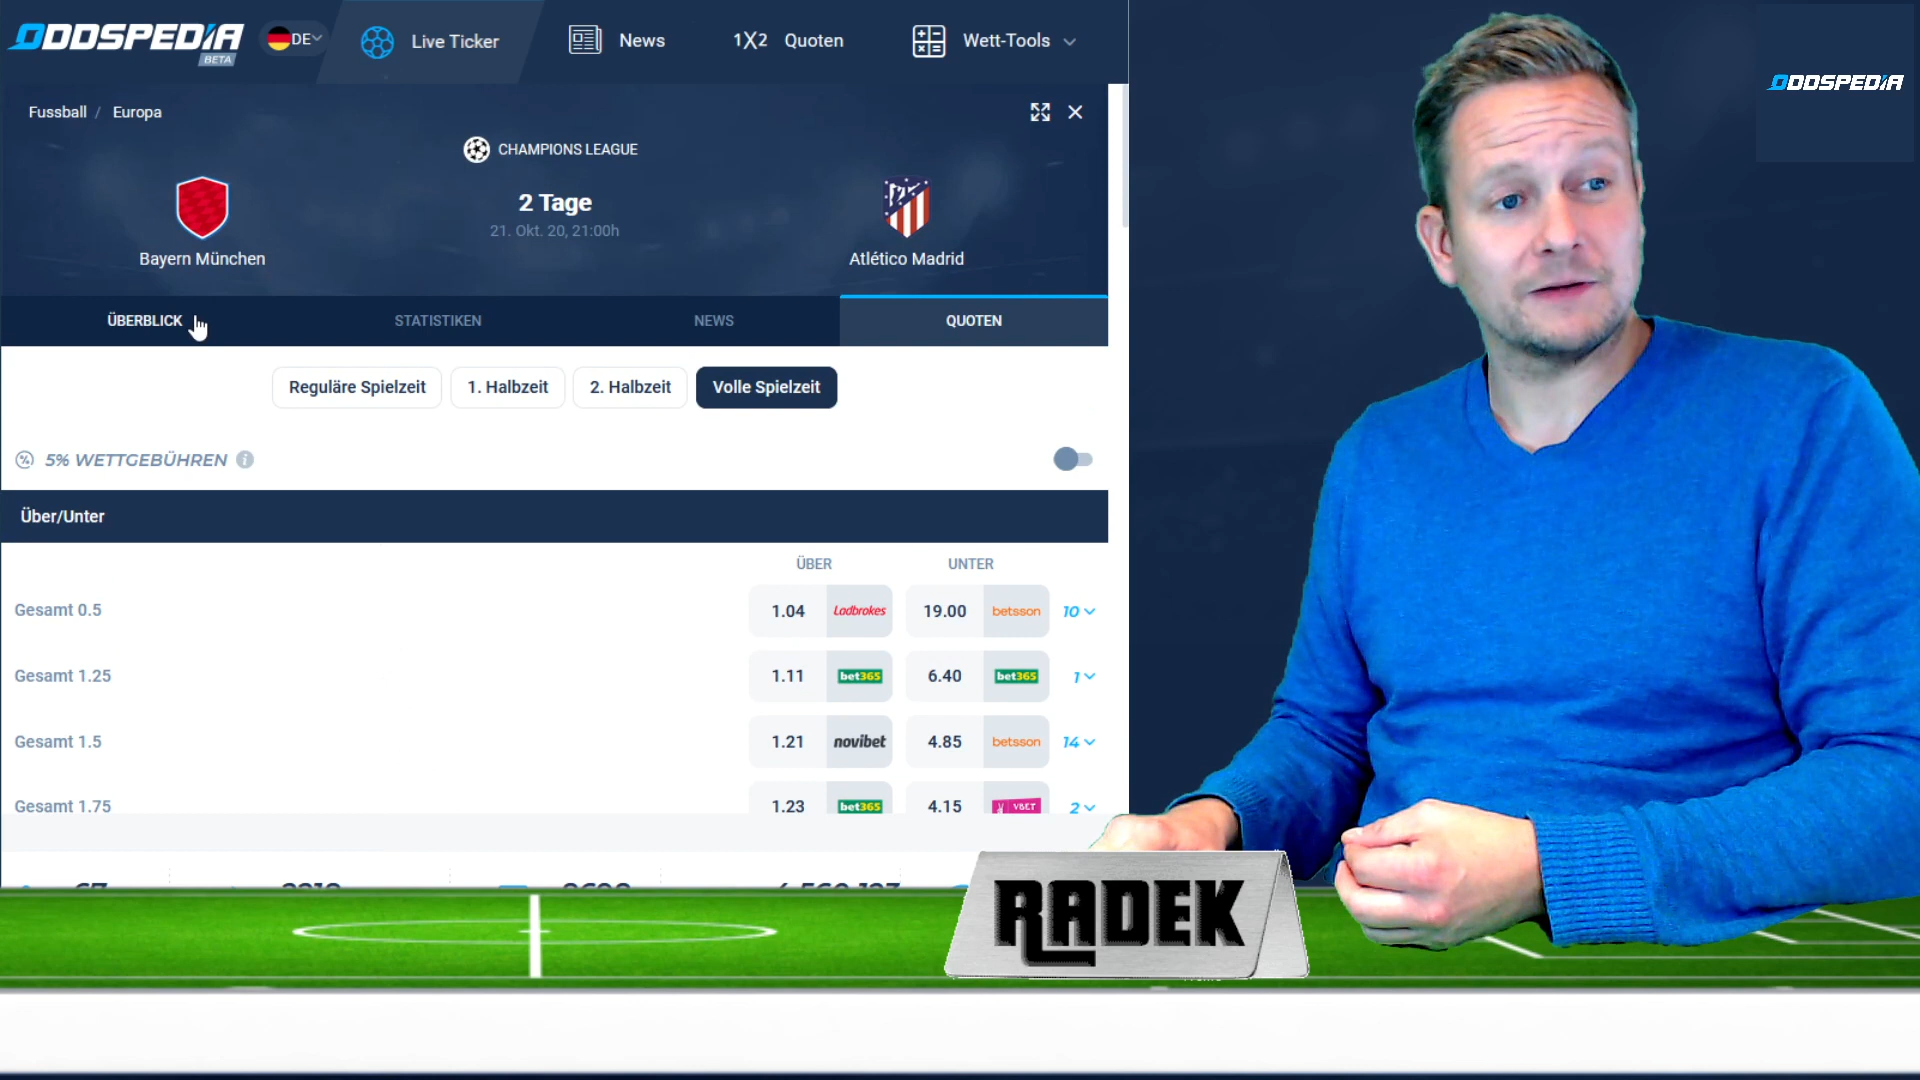 ODDSPEDIA
BETA
DE
Live Ticker
News
1X2 Quoten
Wett-Tools
ODDSPEDIA
Fussball / Europa
CHAMPIONS LEAGUE
2 Tage
21. Okt. 20, 21:00h
Bayern München
Atlético Madrid
ÜBERBLICK
STATISTIKEN
NEWS
QUOTEN
Reguläre Spielzeit
1. Halbzeit
2. Halbzeit
Volle Spielzeit
5% WETTGEBÜHREN
Über/Unter
ÜBER UNTER
Gesamt 0.5 1.04 Ladbrokes 19.00 betsson 10
Gesamt 1.25 1.11 bet365 6.40 bet365 1
Gesamt 1.5 1.21 novibet 4.85 betsson 14
Gesamt 1.75 1.23 bet365 4.15 VBET 2
RADEK